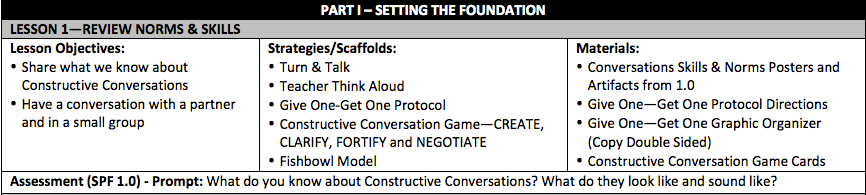 PART I – SETTING THE FOUNDATION
LESSON 1—REVIEW NORMS & SKILLS
Lesson Objectives:
• Share what we know about
Constructive Conversations
• Have a conversation with a partner
and in a small group
Strategies/Scaffolds:
• Turn & Talk
• Teacher Think Aloud
• Give One-Get One Protocol
• Constructive Conversation Game—CREATE,
CLARIFY, FORTIFY and NEGOTIATE
• Fishbowl Model
Materials:
• Conversations Skills & Norms Posters and
Artifacts from 1.0
• Give One—Get One Protocol Directions
• Give One—Get One Graphic Organizer
(Copy Double Sided)
• Constructive Conversation Game Cards
Assessment (SPF 1.0) - Prompt: What do you know about Constructive Conversations? What do they look like and sound like?